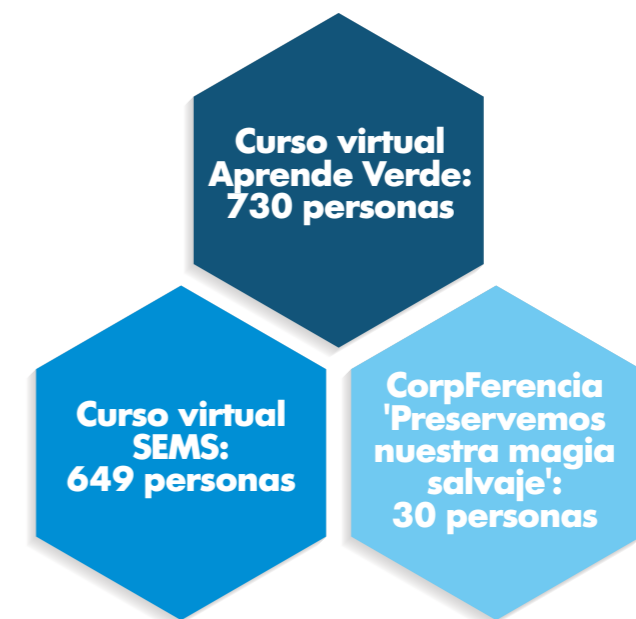 Curso virtual
Aprende Verde:
730 personas
Curso virtual
SEMS:
649 personas
CorpFerencia
'Preservemos
nuestra magia
salvaje':
30 personas